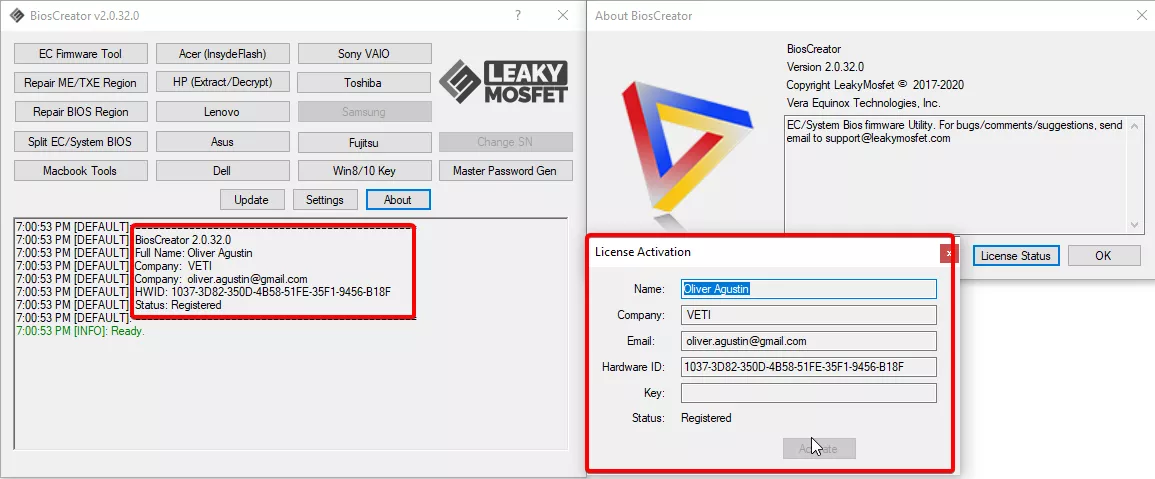 BiosCreator v2.0.32.0
?
EC Firmware Tool
Acer (InsydeFlash)
Sony VAIO
Repair ME/TXE Region
HP (Extract/Decrypt)
Toshiba
Repair BIOS Region
Lenovo
Samsung
Split EC/System BIOS
Asus
Fujitsu
Change SN
Macbook Tools
Dell
Win8/10 Key
Master Password Gen
LEAKY
MOSFET
Update
Settings
About
7:00:53 PM [DEFAULT]:
7:00:53 PM [DEFAULT]: BiosCreator 2.0.32.0
7:00:53 PM [DEFAULT]: Full Name: Oliver Agustin
7:00:53 PM [DEFAULT]: Company:  VETI
7:00:53 PM [DEFAULT]: Company:  oliver.agustin@gmail.com
7:00:53 PM [DEFAULT]: HWID: 1037-3D82-350D-4B58-51FE-35F1-9456-B18F
7:00:53 PM [DEFAULT]: Status: Registered
7:00:53 PM [DEFAULT]:
7:00:53 PM [INFO]: Ready.
About BiosCreator
BiosCreator
Version 2.0.32.0
Copyright LeakyMosfet © 2017-2020
Vera Equinox Technologies, Inc.
EC/System Bios firmware Utility. For bugs/comments/suggestions, send
email to support@leakymosfet.com
License Status
OK
License Activation
Name: Oliver Agustin
Company: VETI
Email: oliver.agustin@gmail.com
Hardware ID: 1037-3D82-350D-4B58-51FE-35F1-9456-B18F
Key:
Status: Registered